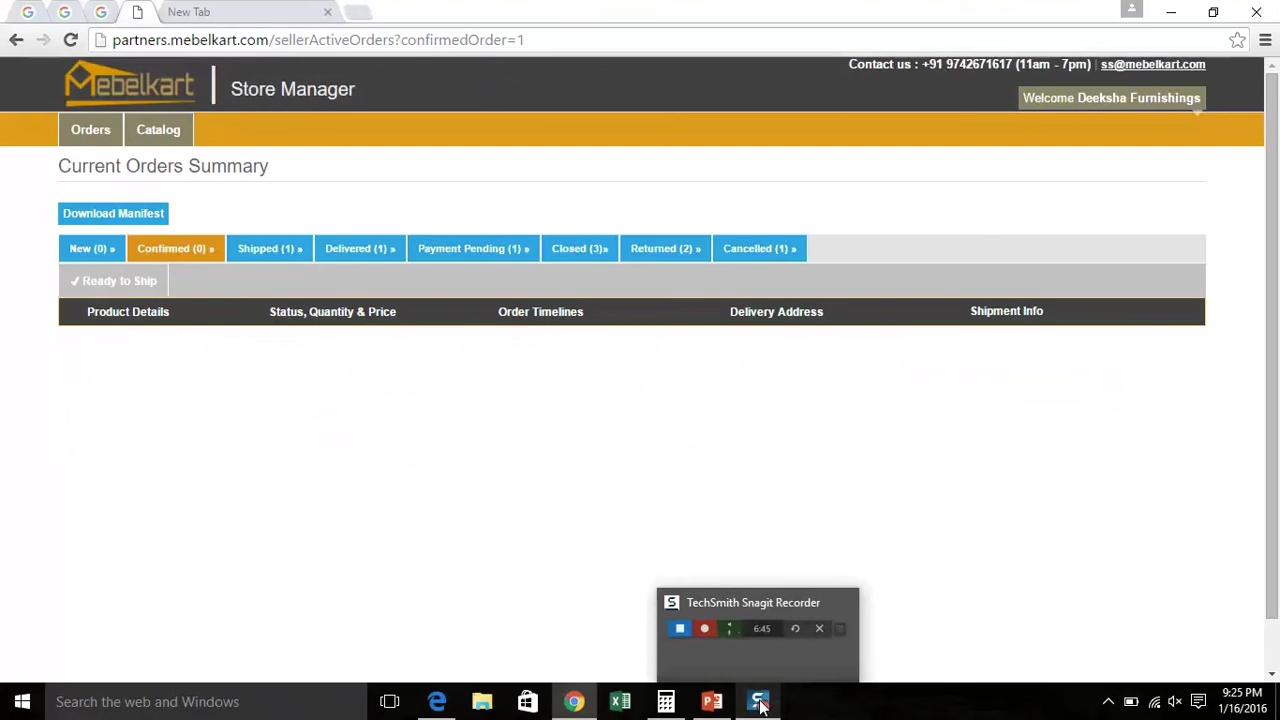 New Tab
partners.mebelkart.com/sellerActiveOrders?confirmedOrder=1
Mebelkart
Store Manager
Contact us : +91 9742671617 (11am - 7pm) | ss@mebelkart.com
Welcome Deeksha Furnishings
Orders
Catalog
Current Orders Summary
Download Manifest
New (0) »
Confirmed (0) »
Shipped (1) »
Delivered (1) »
Payment Pending (1) »
Closed (3)»
Returned (2) »
Cancelled (1) »
✓ Ready to Ship
Product Details
Status, Quantity & Price
Order Timelines
Delivery Address
Shipment Info
TechSmith Snagit Recorder
6:45
Search the web and Windows
9:25 PM
1/16/2016